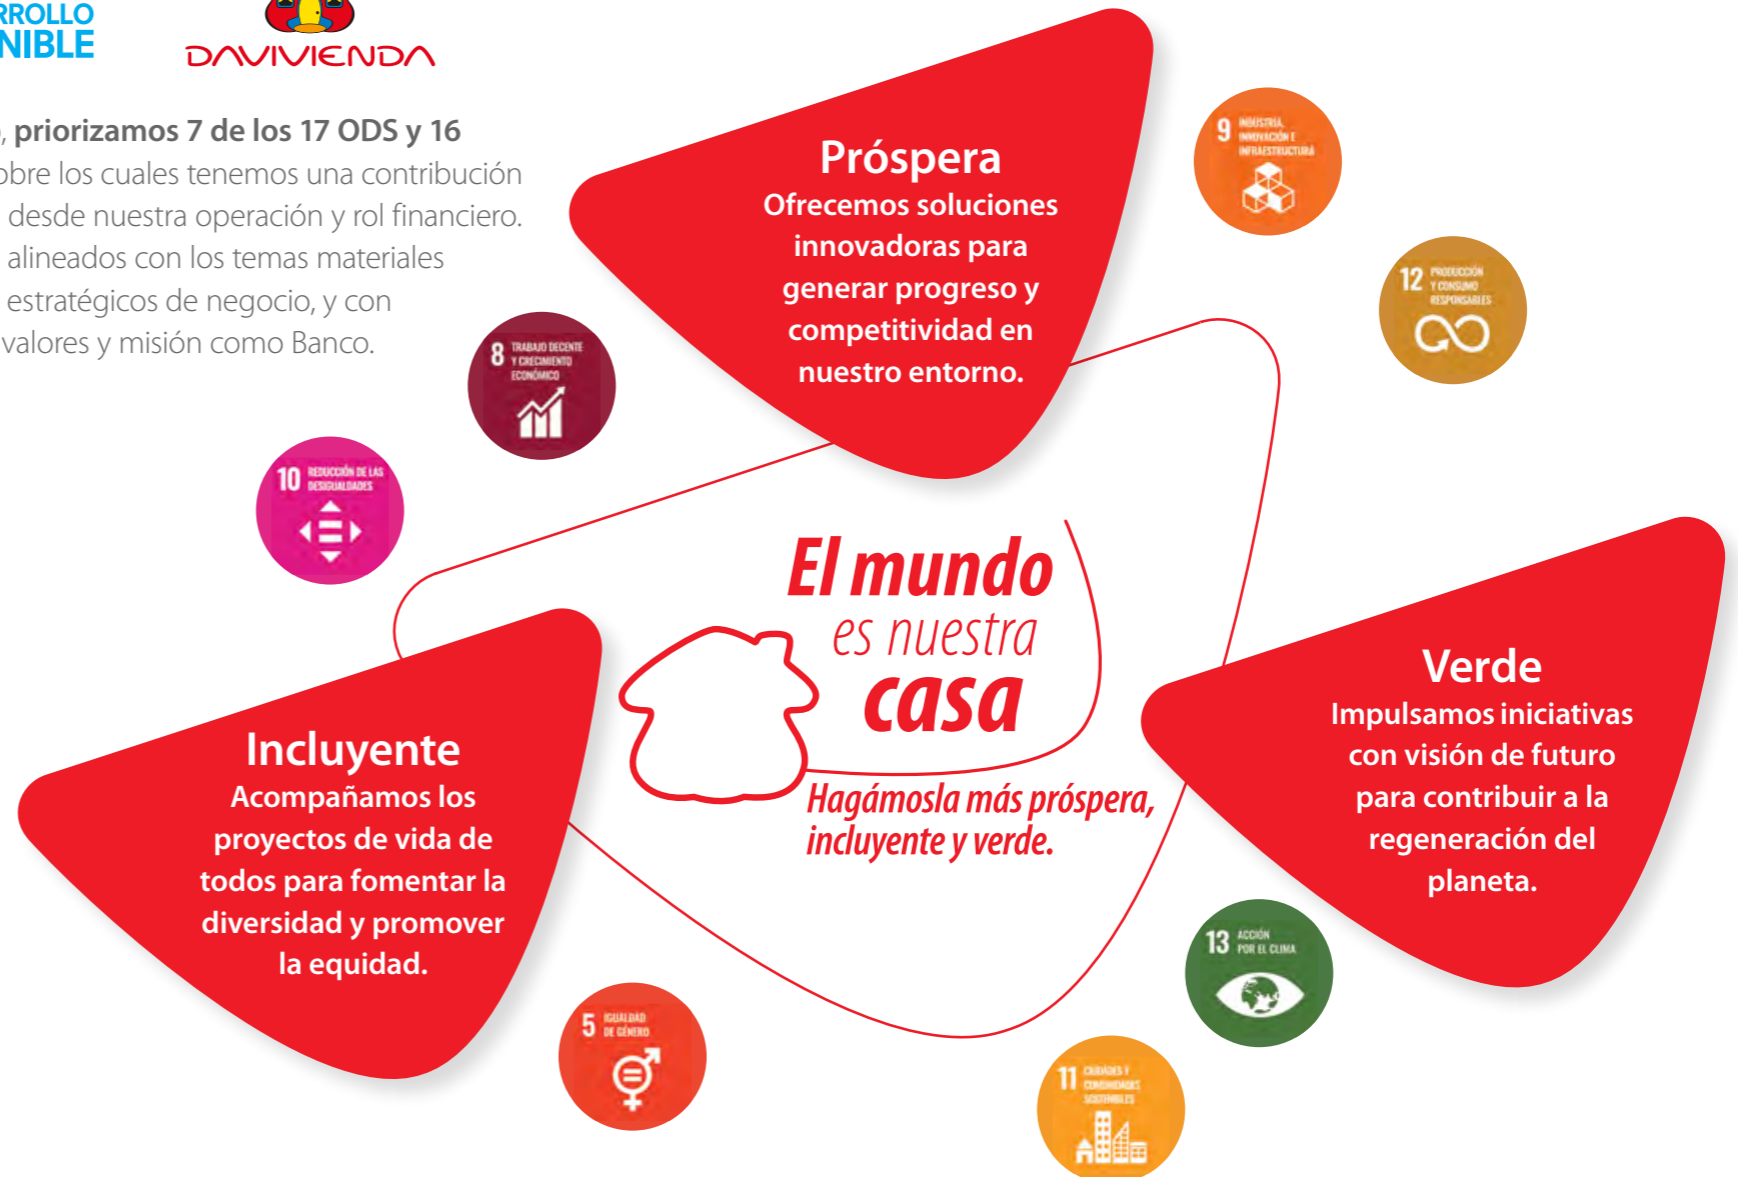 RROLLO
NIBLE
DAVIVIENDA
, priorizamos 7 de los 17 ODS y 16
obre los cuales tenemos una contribución
desde nuestra operación y rol financiero.
alineados con los temas materiales
estratégicos de negocio, y con
valores y misión como Banco.
Próspera
Ofrecemos soluciones
innovadoras para
generar progreso y
competitividad en
nuestro entorno.
9 INDUSTRIA,
INNOVACIÓN E
INFRAESTRUCTURA
12 PRODUCCIÓN
Y CONSUMO
RESPONSABLES
8 TRABAJO DECENTE
Y CRECIMIENTO
ECONÓMICO
10 REDUCCIÓN DE LAS
DESIGUALDADES
El mundo
es nuestra
casa
Hagámosla más próspera,
incluyente y verde.
Verde
Impulsamos iniciativas
con visión de futuro
para contribuir a la
regeneración del
planeta.
Incluyente
Acompañamos los
proyectos de vida de
todos para fomentar la
diversidad y promover
la equidad.
13 ACCIÓN
POR EL CLIMA
5 IGUALDAD
DE GÉNERO
11 CIUDADES Y
COMUNIDADES
SOSTENIBLES